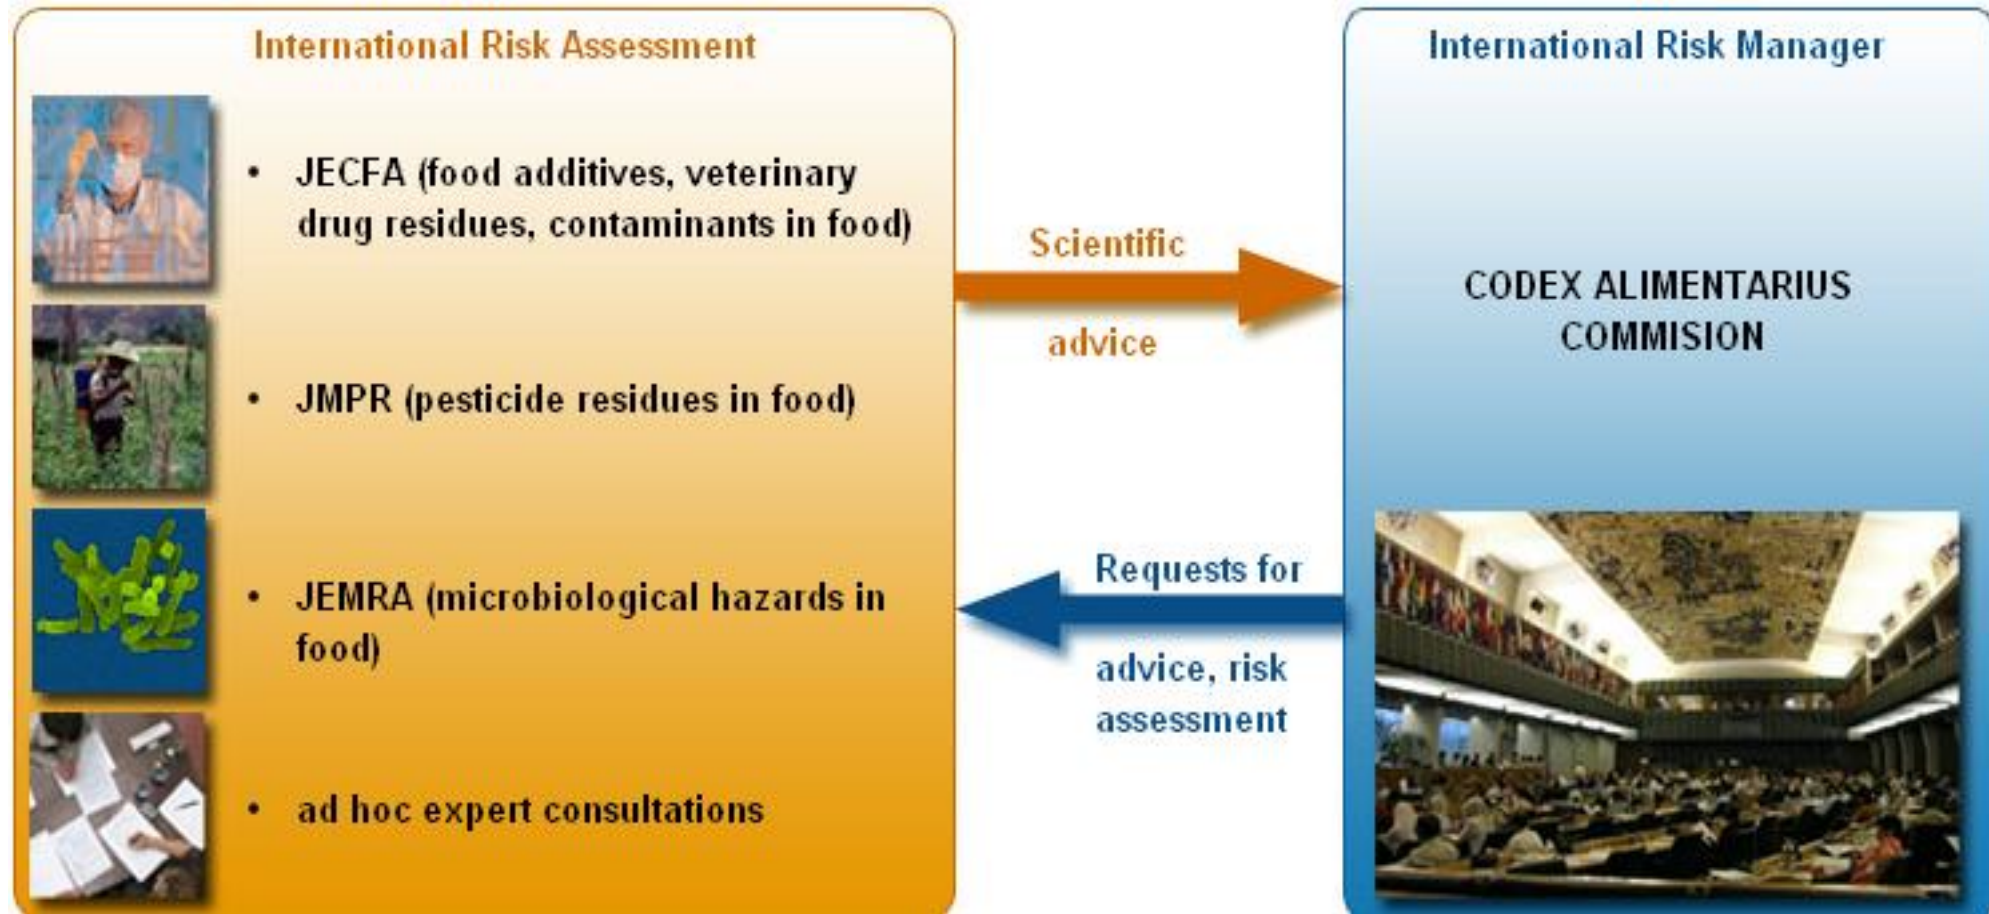 International Risk Assessment
• JECFA (food additives, veterinary
drug residues, contaminants in food)
• JMPR (pesticide residues in food)
• JEMRA (microbiological hazards in
food)
• ad hoc expert consultations
Scientific
advice
Requests for
advice, risk
assessment
International Risk Manager
CODEX ALIMENTARIUS
COMMISION